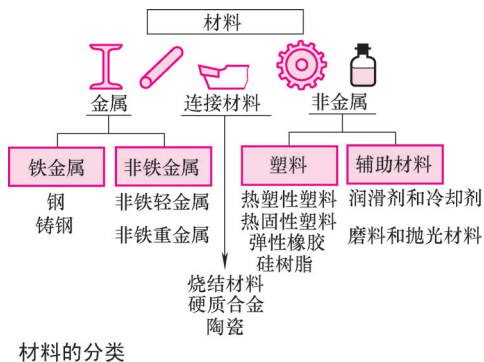 材料
金属
连接材料
非金属
铁金属
非铁金属
塑料
辅助材料
钢
铸钢
非铁轻金属
非铁重金属
热塑性塑料
热固性塑料
弹性橡胶
硅树脂
润滑剂和冷却剂
磨料和抛光材料
烧结材料
硬质合金
陶瓷
材料的分类